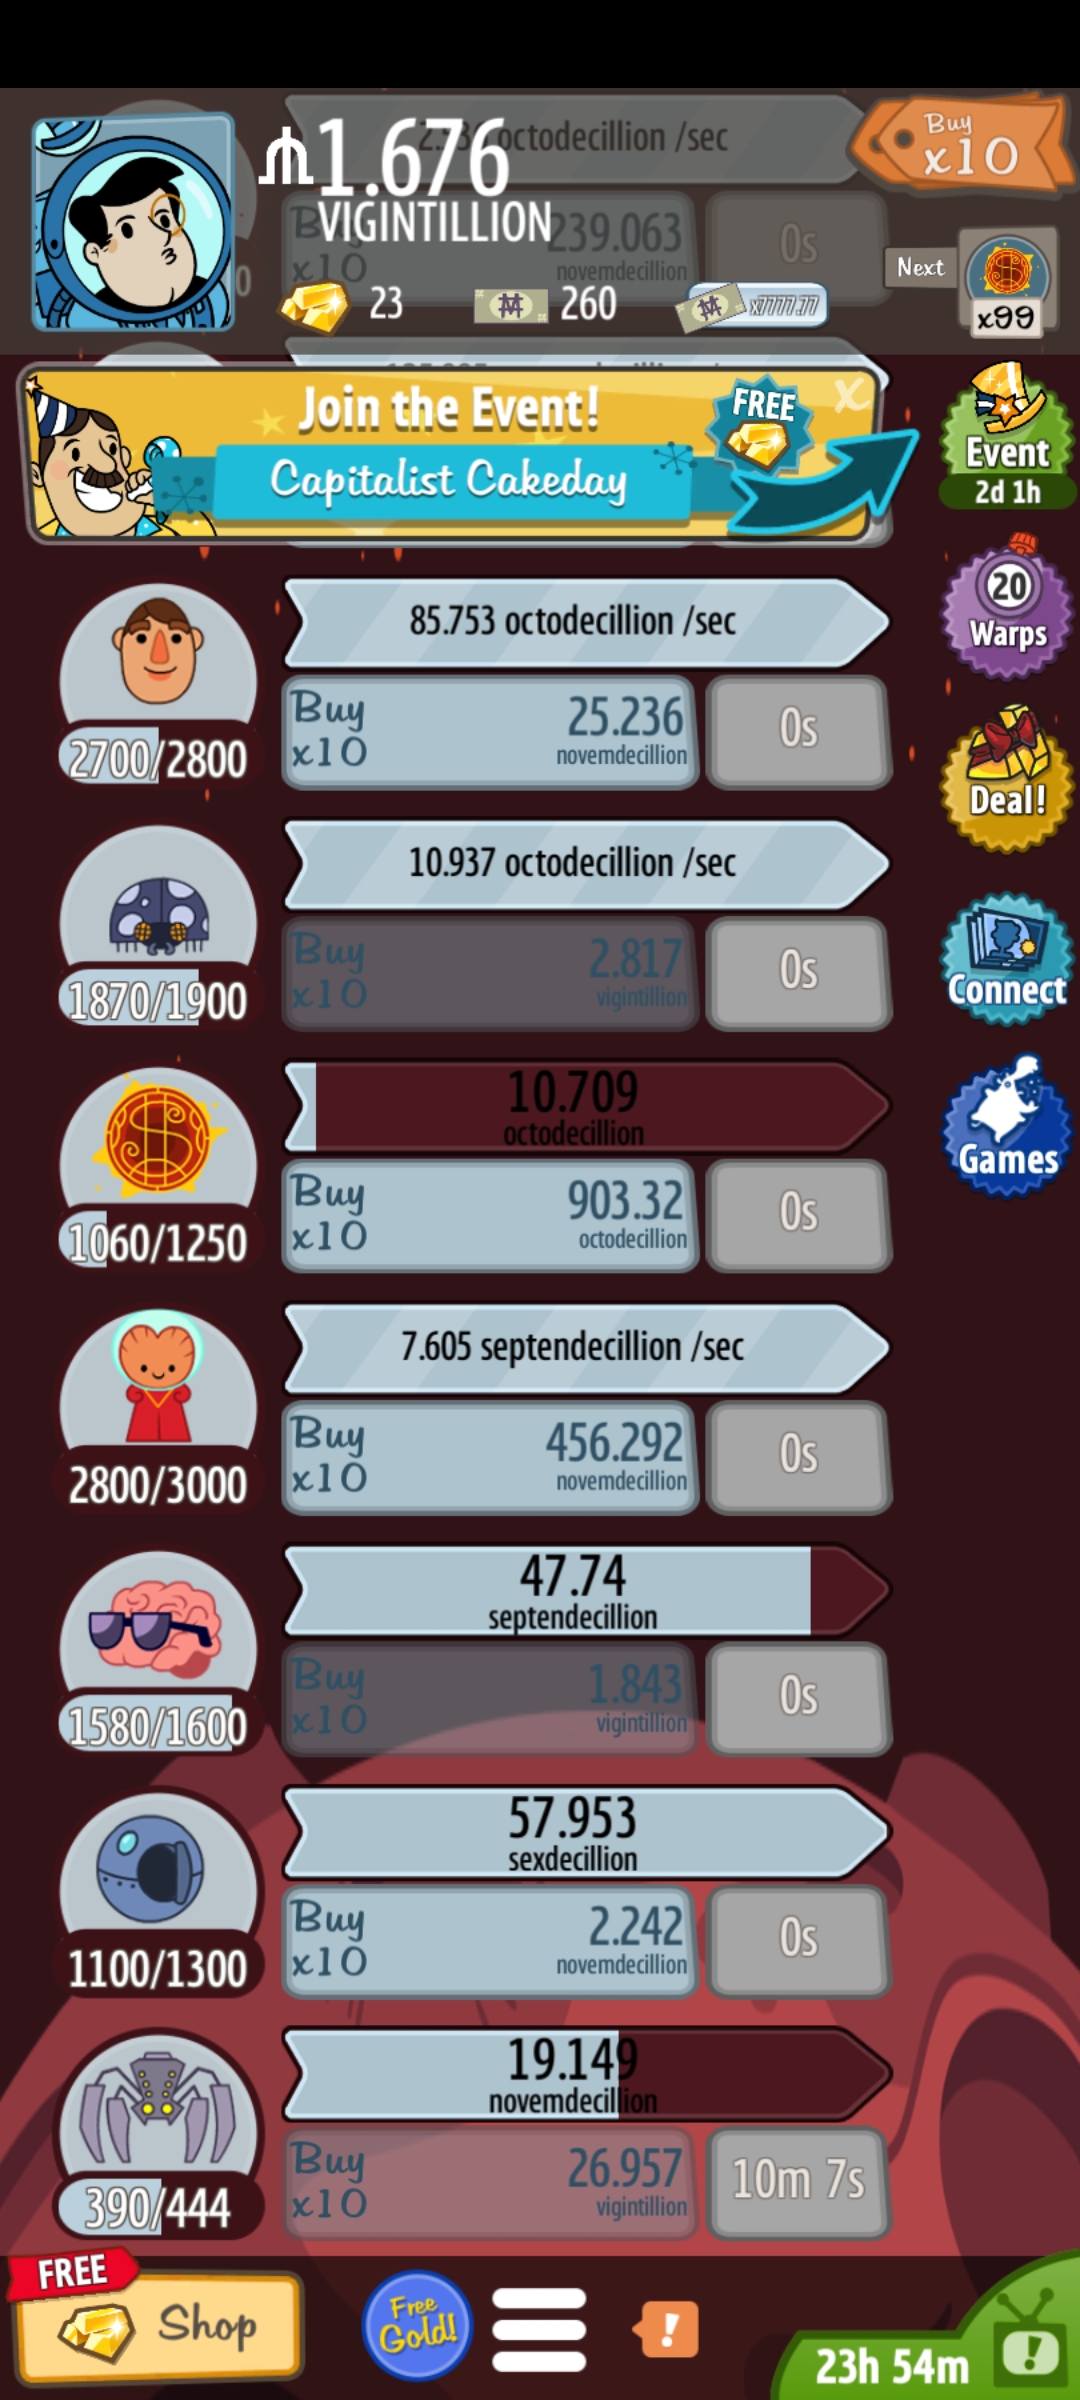 2.936 octodecillion /sec
₼1.676
VIGINTILLION
Buy
x10
Buy
x10
239.063
novemdecillion
0s
Next
x99
23
260
x7777.77
Join the Event!
FREE
X
Capitalist Cakeday
Event
2d 1h
85.753 octodecillion /sec
2700/2800
Buy
x10
25.236
novemdecillion
0s
20
Warps
Deal!
10.937 octodecillion /sec
1870/1900
Buy
x10
2.817
vigintillion
0s
Connect
10.709
octodecillion
1060/1250
Buy
x10
903.32
octodecillion
0s
Games
7.605 septendecillion /sec
2800/3000
Buy
x10
456.292
novemdecillion
0s
47.74
septendecillion
1580/1600
Buy
x10
1.843
vigintillion
0s
57.953
sexdecillion
1100/1300
Buy
x10
2.242
novemdecillion
0s
19.149
novemdecillion
390/444
Buy
x10
26.957
vigintillion
10m 7s
FREE
Shop
Free
Gold!
!
23h 54m
!